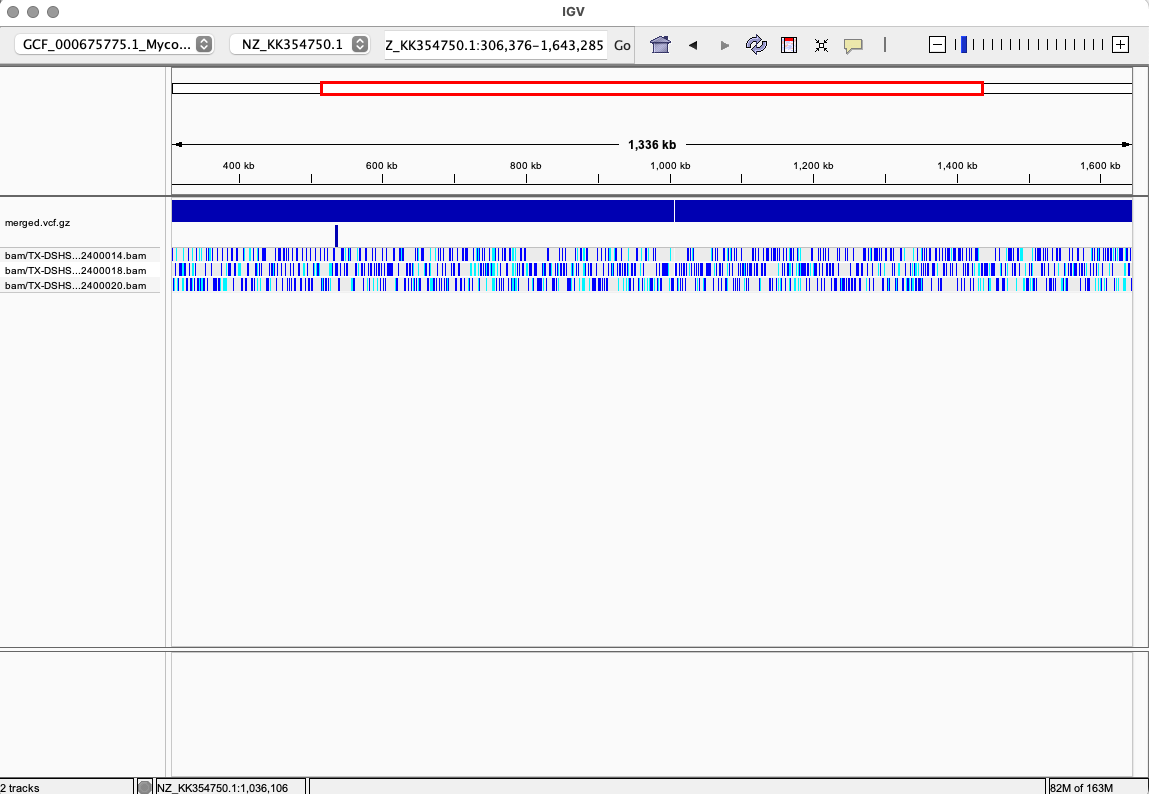 IGV
GCF_000675775.1_Myco... NZ_KK354750.1 Z_KK354750.1:306,376-1,643,285 Go
1,336 kb
400 kb 600 kb 800 kb 1,000 kb 1,200 kb 1,400 kb 1,600 kb
merged.vcf.gz
bam/TX-DSHS...2400014.bam
bam/TX-DSHS...2400018.bam
bam/TX-DSHS...2400020.bam
2 tracks NZ_KK354750.1:1,036,106 82M of 163M